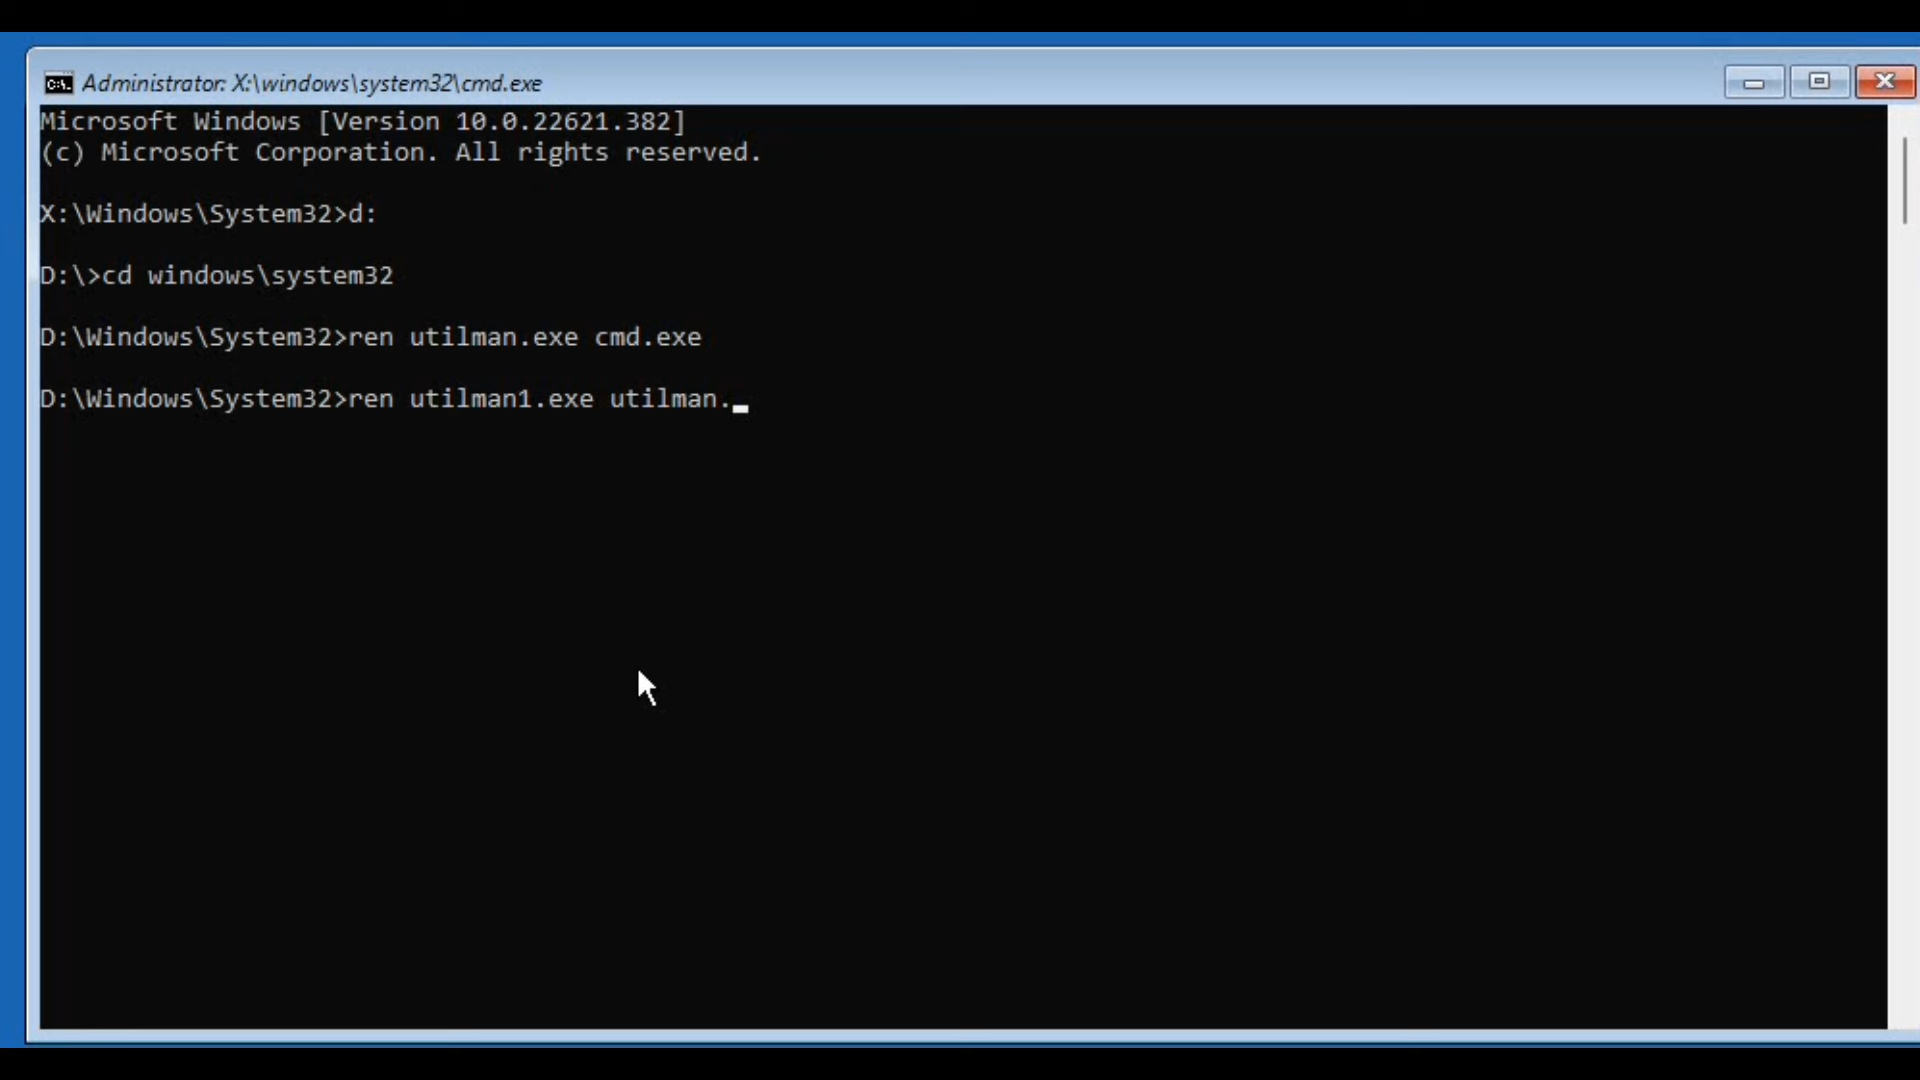 Administrator: X:\windows\system32\cmd.exe
Microsoft Windows [Version 10.0.22621.382]
(c) Microsoft Corporation. All rights reserved.
X:\Windows\System32>d:
D:\>cd windows\system32
D:\Windows\System32>ren utilman.exe cmd.exe
D:\Windows\System32>ren utilman1.exe utilman.